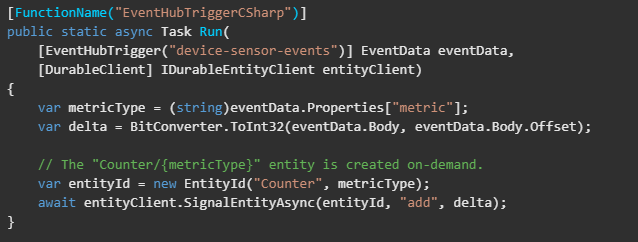 [FunctionName("EventHubTriggerCSharp")]
public static async Task Run(
    [EventHubTrigger("device-sensor-events")] EventData eventData,
    [DurableClient] IDurableEntityClient entityClient)
{
    var metricType = (string)eventData.Properties["metric"];
    var delta = BitConverter.ToInt32(eventData.Body, eventData.Body.Offset);

    // The "Counter/{metricType}" entity is created on-demand.
    var entityId = new EntityId("Counter", metricType);
    await entityClient.SignalEntityAsync(entityId, "add", delta);
}